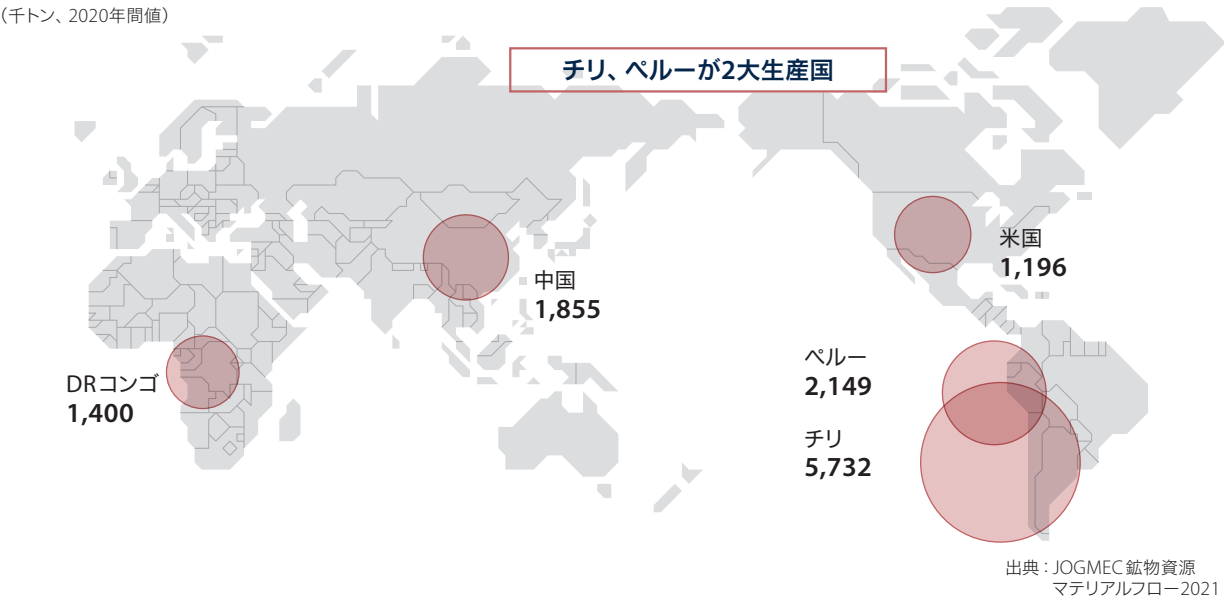 （千トン、2020年間値）
チリ、ペルーが2大生産国
米国
1,196
中国
1,855
ペルー
2,149
DRコンゴ
1,400
チリ
5,732
出典：JOGMEC鉱物資源
マテリアルフロー2021